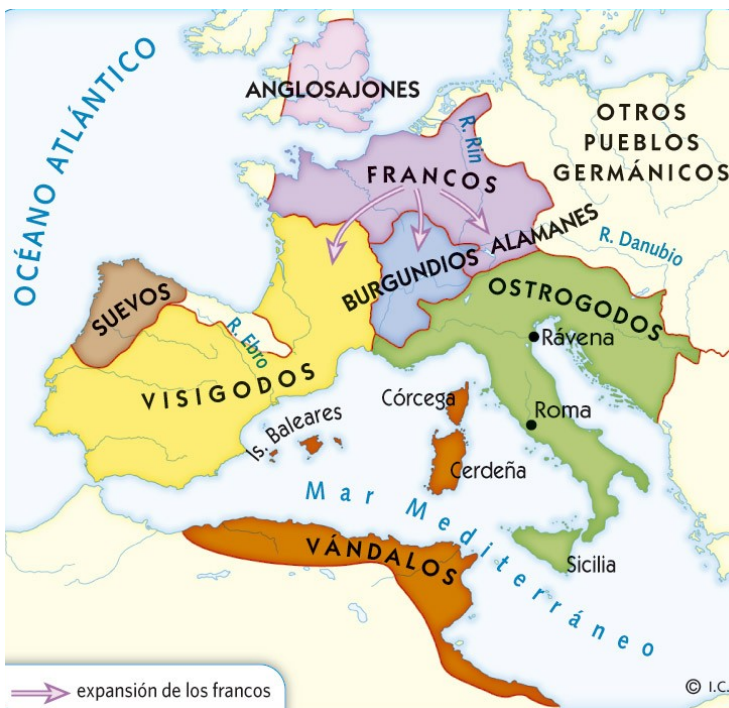 OCÉANO ATLÁNTICO
ANGLOSAJONES
OTROS
PUEBLOS
GERMÁNICOS
R. Rin
FRANCOS
ALAMANES
R. Danubio
BURGUNDIOS
OSTROGODOS
SUEVOS
R. Ebro
Rávena
VISIGODOS
Córcega
Roma
Is. Baleares
Cerdeña
Mar Mediterráneo
VÁNDALOS
Sicilia
expansión de los francos
© I.C.